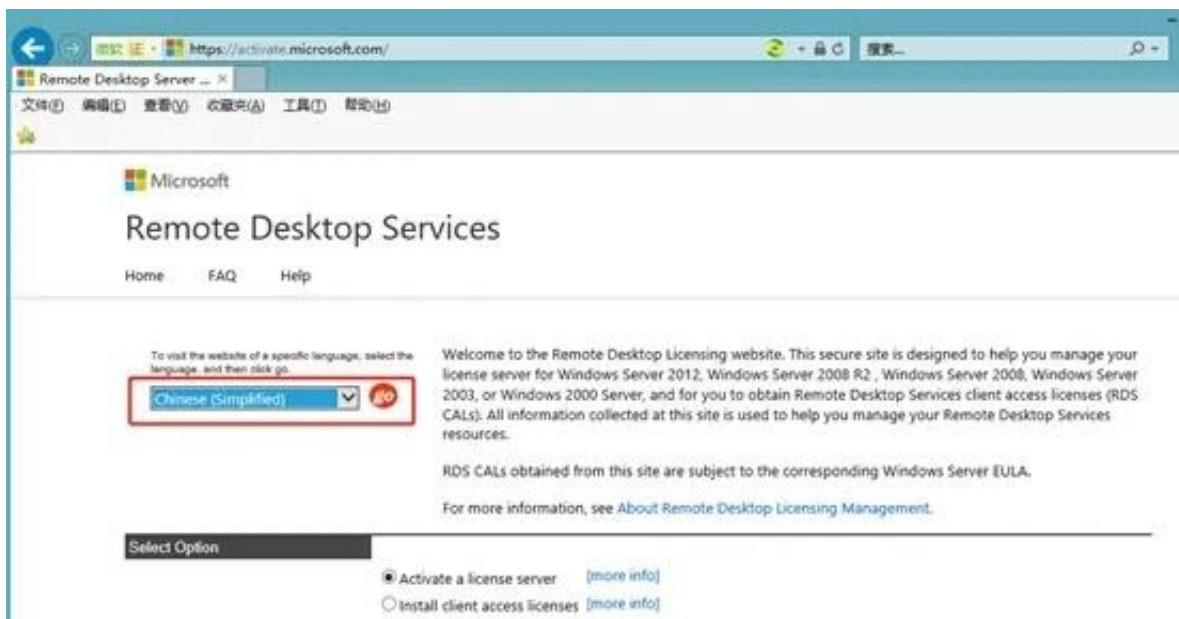 微软 证 https://activate.microsoft.com/ 搜索...
Remote Desktop Server ... ×
文件(F) 编辑(E) 查看(V) 收藏夹(A) 工具(T) 帮助(H)
Microsoft
Remote Desktop Services
Home FAQ Help
To visit the website of a specific language, select the
language, and then click go.
Chinese (Simplified) go
Welcome to the Remote Desktop Licensing website. This secure site is designed to help you manage your
license server for Windows Server 2012, Windows Server 2008 R2 , Windows Server 2008, Windows Server
2003, or Windows 2000 Server, and for you to obtain Remote Desktop Services client access licenses (RDS
CALs). All information collected at this site is used to help you manage your Remote Desktop Services
resources.
RDS CALs obtained from this site are subject to the corresponding Windows Server EULA.
For more information, see About Remote Desktop Licensing Management.
Select Option
Activate a license server [more info]
Install client access licenses [more info]